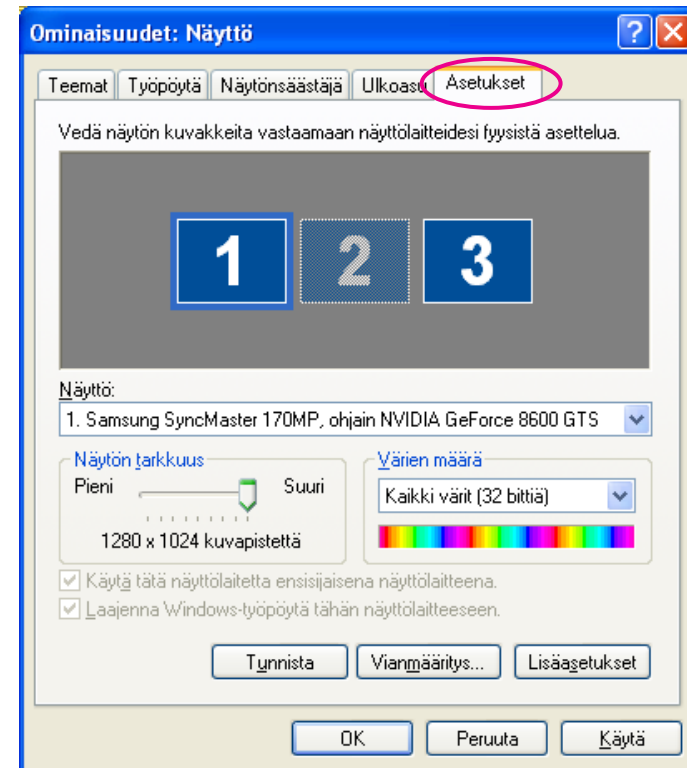 Ominaisuudet: Näyttö
Teemat Työpöytä Näytönsäästäjä Ulkoasu Asetukset
Vedä näytön kuvakkeita vastaamaan näyttölaitteidesi fyysistä asettelua.
1 2 3
Näyttö:
1. Samsung SyncMaster 170MP, ohjain NVIDIA GeForce 8600 GTS
Näytön tarkkuus
Pieni Suuri
1280 x 1024 kuvapistettä
Värien määrä
Kaikki värit (32 bittiä)
Käytä tätä näyttölaitetta ensisijaisena näyttölaitteena.
Laajenna Windows-työpöytä tähän näyttölaitteeseen.
Tunnista Vianmääritys... Lisäasetukset
OK Peruuta Käytä